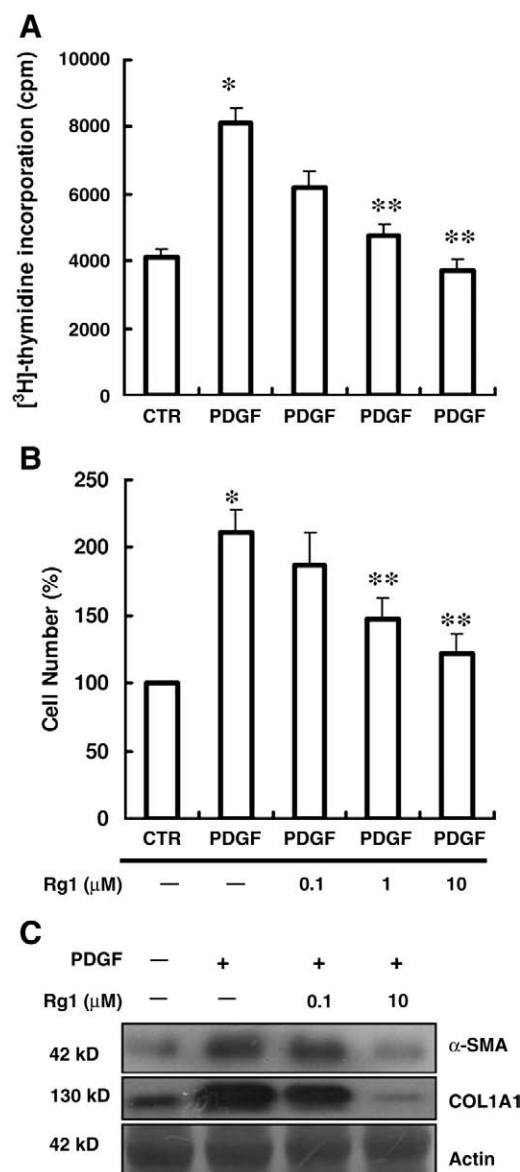 A
[³H]-thymidine incorporation (cpm)
10000
8000
6000
4000
2000
0
*
**
**
CTR PDGF PDGF PDGF PDGF
B
Cell Number (%)
250
200
150
100
50
0
*
**
**
CTR PDGF PDGF PDGF PDGF
Rg1 (μM) — — 0.1 1 10
C
PDGF — + + +
Rg1 (μM) — — 0.1 10
42 kD α-SMA
130 kD COL1A1
42 kD Actin